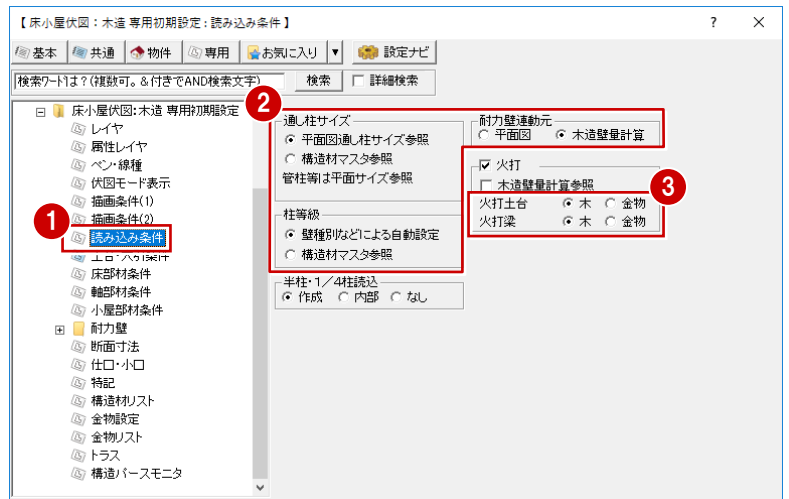 【 床小屋伏図:木造 専用初期設定:読み込み条件 】
? ×
基本 共通 物件 専用 お気に入り ▼ 設定ナビ
検索ワードは?(複数可。&付きでAND検索文字) 検索 詳細検索
床小屋伏図:木造 専用初期設定
レイヤ
属性レイヤ
ペン・線種
伏図モード表示
描画条件(1)
描画条件(2)
1
読み込み条件
土台・大引条件
床部材条件
軸部材条件
小屋部材条件
耐力壁
断面寸法
仕口・小口
特記
構造材リスト
金物設定
金物リスト
トラス
構造パースモニタ
2
通し柱サイズ
平面図通し柱サイズ参照
構造材マスタ参照
管柱等は平面サイズ参照
柱等級
壁種別などによる自動設定
構造材マスタ参照
半柱・1/4柱読込
作成 内部 なし
耐力壁連動元
平面図 木造壁量計算
火打
木造壁量計算参照
3
火打土台 木 金物
火打梁 木 金物